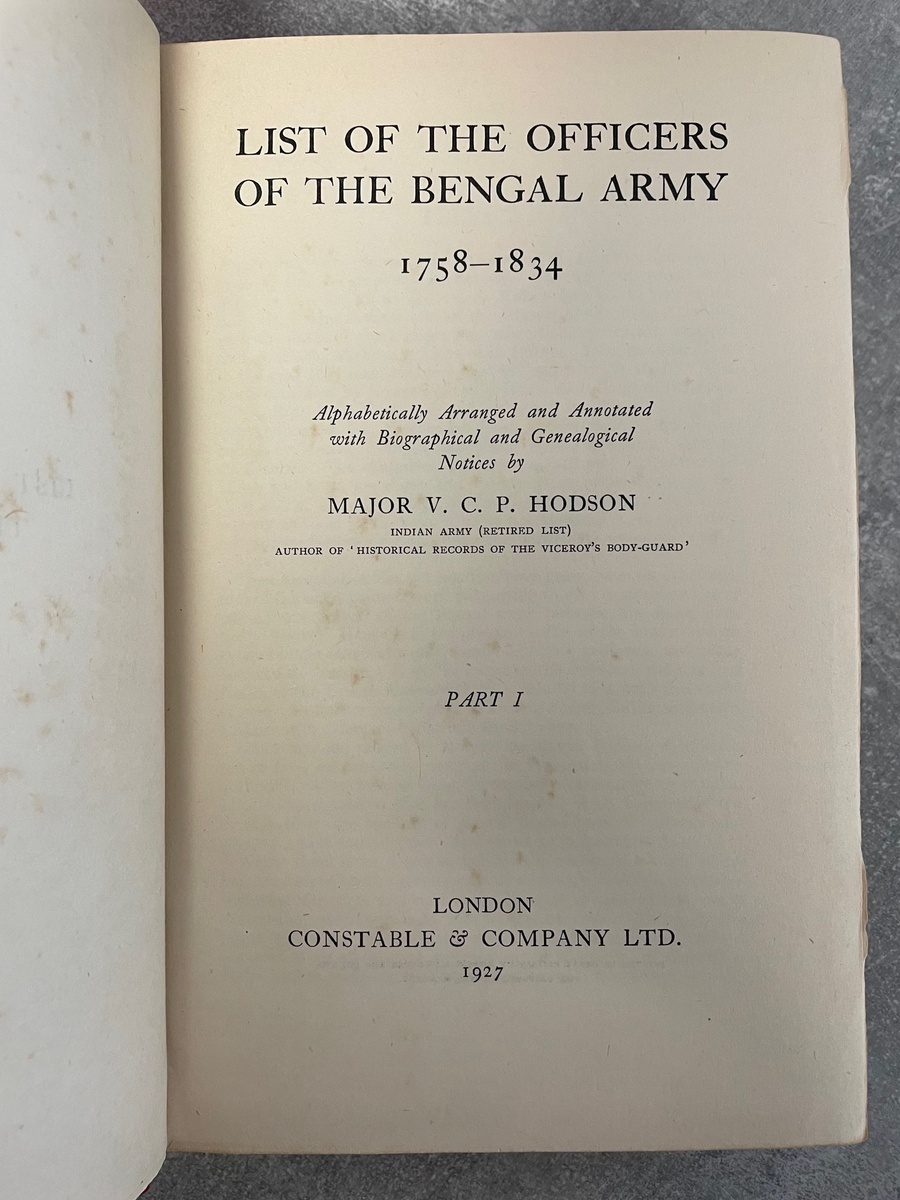 LIST OF THE OFFICERS
OF THE BENGAL ARMY
1758–1834
Alphabetically Arranged and Annotated
with Biographical and Genealogical
Notices by
MAJOR V. C. P. HODSON
INDIAN ARMY (RETIRED LIST)
AUTHOR OF ‘HISTORICAL RECORDS OF THE VICEROY’S BODY-GUARD’
PART I
LONDON
CONSTABLE & COMPANY LTD.
1927